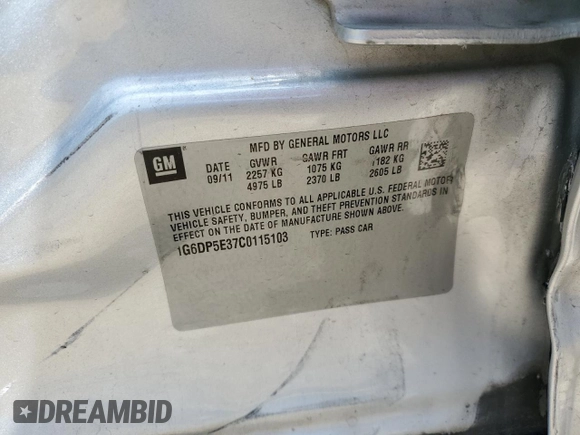 MFD BY GENERAL MOTORS LLC
GM
DATE GVWR GAWR FRT GAWR RR
09/11 2257 KG 1075 KG 1182 KG
4975 LB 2370 LB 2605 LB
THIS VEHICLE CONFORMS TO ALL APPLICABLE U.S. FEDERAL MOTOR
VEHICLE SAFETY, BUMPER, AND THEFT PREVENTION STANDARDS IN
EFFECT ON THE DATE OF MANUFACTURE SHOWN ABOVE.
1G6DP5E37C0115103 TYPE: PASS CAR
DREAMBID